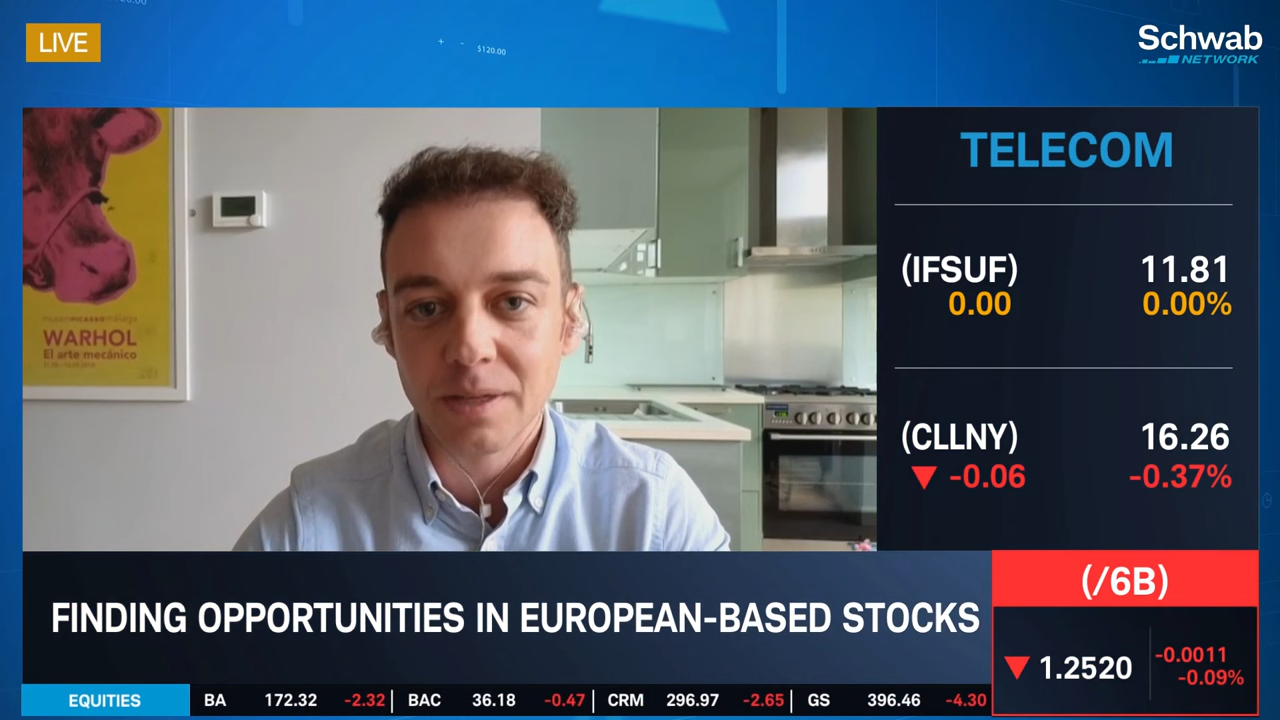 LIVE
$120.00
Schwab
NETWORK
museoPICASSOmálaga
WARHOL
El arte mecánico
TELECOM
(IFSUF) 11.81
0.00 0.00%
(CLLNY) 16.26
▼ -0.06 -0.37%
FINDING OPPORTUNITIES IN EUROPEAN-BASED STOCKS
(/6B)
▼ 1.2520 -0.0011
-0.09%
EQUITIES BA 172.32 -2.32 BAC 36.18 -0.47 CRM 296.97 -2.65 GS 396.46 -4.30